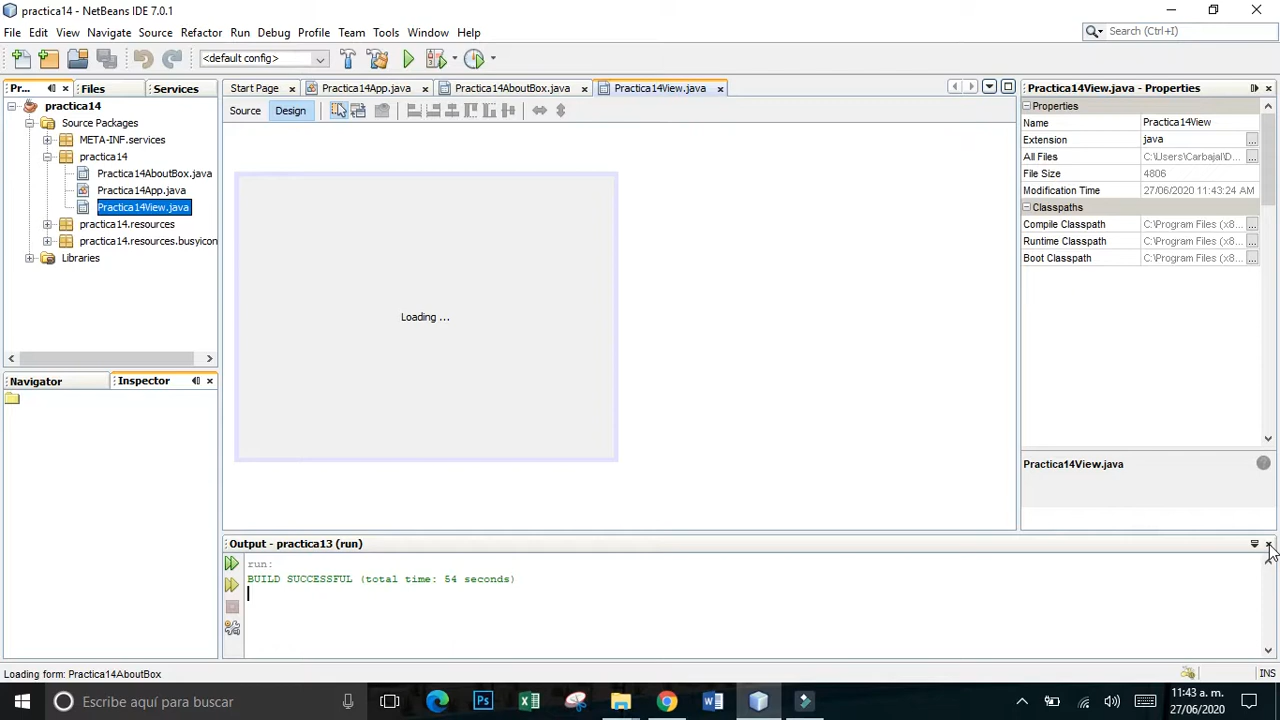 practica14 - NetBeans IDE 7.0.1
File Edit View Navigate Source Refactor Run Debug Profile Team Tools Window Help
Search (Ctrl+I)
<default config>
Pr...
Files
Services
Start Page
Practica14App.java
Practica14AboutBox.java
Practica14View.java
Practica14View.java - Properties
practica14
Source Packages
META-INF.services
practica14
Practica14AboutBox.java
Practica14App.java
Practica14View.java
practica14.resources
practica14.resources.busyicon
Libraries
Source
Design
Loading ...
Properties
Name Practica14View
Extension java
All Files C:\Users\Carbajal\D...
File Size 4806
Modification Time 27/06/2020 11:43:24 AM
Classpaths
Compile Classpath C:\Program Files (x8...
Runtime Classpath C:\Program Files (x8...
Boot Classpath C:\Program Files (x8...
Practica14View.java
Navigator
Inspector
Output - practica13 (run)
run:
BUILD SUCCESSFUL (total time: 54 seconds)
Loading form: Practica14AboutBox
INS
Escribe aquí para buscar
11:43 a. m.
27/06/2020